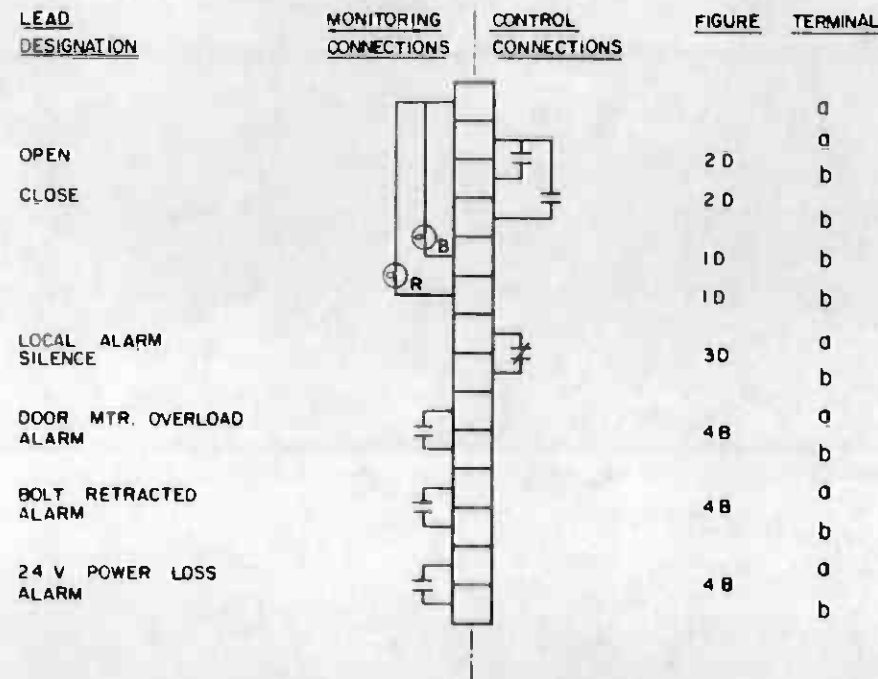 LEAD DESIGNATION MONITORING CONNECTIONS CONTROL CONNECTIONS FIGURE TERMINAL
a
a
OPEN 2D
b
CLOSE 2D
b
B 1D b
R 1D b
LOCAL ALARM SILENCE 3D
a
b
DOOR MTR. OVERLOAD ALARM 4B
a
b
BOLT RETRACTED ALARM 4B
a
b
24 V POWER LOSS ALARM 4B
a
b